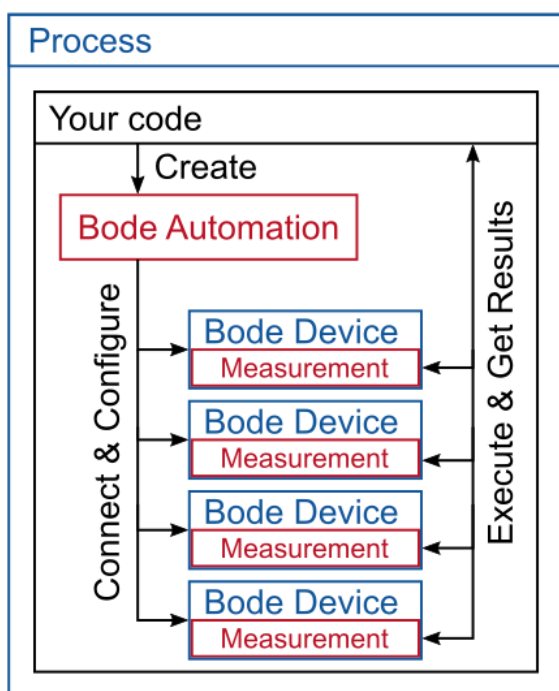 Process
Your code
Create
Bode Automation
Connect & Configure
Bode Device
Measurement
Bode Device
Measurement
Bode Device
Measurement
Bode Device
Measurement
Execute & Get Results